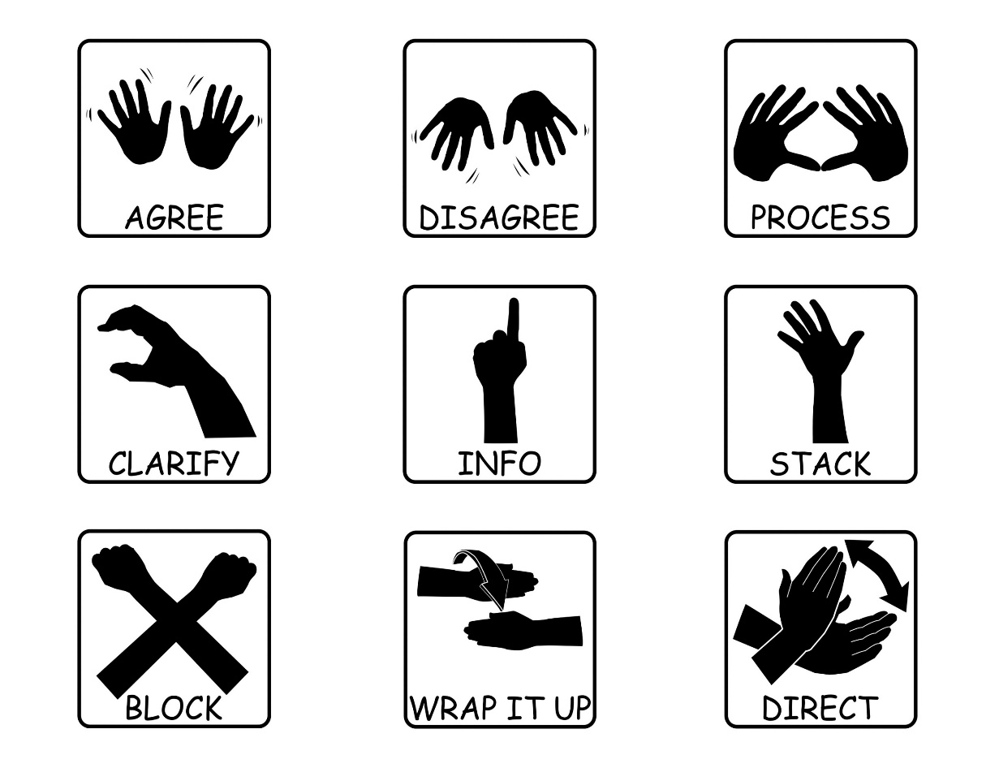 AGREE
DISAGREE
PROCESS
CLARIFY
INFO
STACK
BLOCK
WRAP IT UP
DIRECT